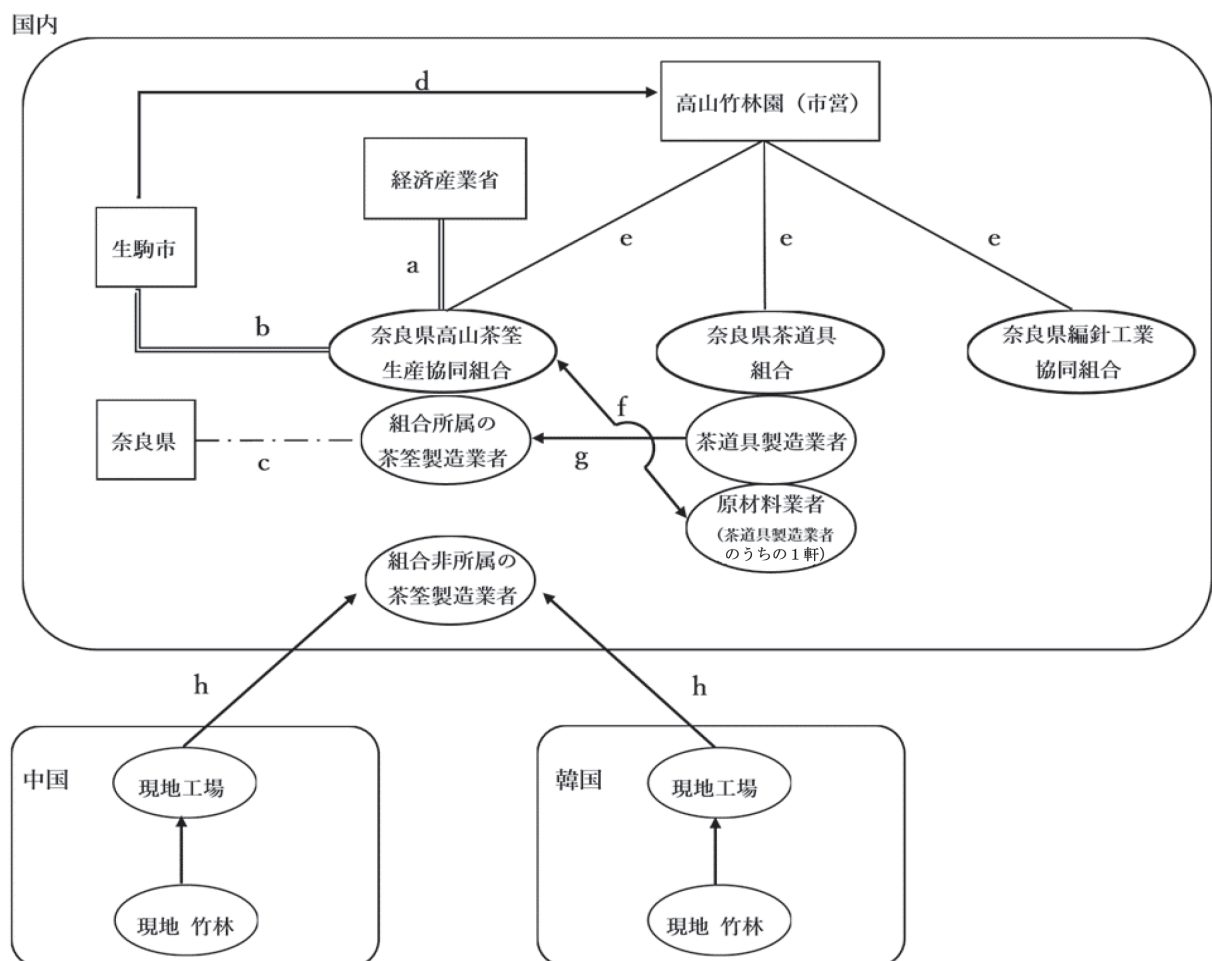 国内
d
高山竹林園（市営）
経済産業省
生駒市
a
e
e
e
b
奈良県高山茶筌
生産協同組合
奈良県茶道具
組合
奈良県編針工業
協同組合
奈良県
c
組合所属の
茶筌製造業者
f
g
茶道具製造業者
原材料業者
（茶道具製造業者
のうちの１軒）
組合非所属の
茶筌製造業者
h
h
中国
現地工場
現地 竹林
韓国
現地工場
現地 竹林